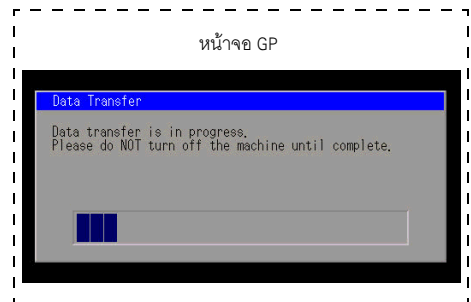 หน้าจอ GP
Data Transfer
Data transfer is in progress.
Please do NOT turn off the machine until complete.